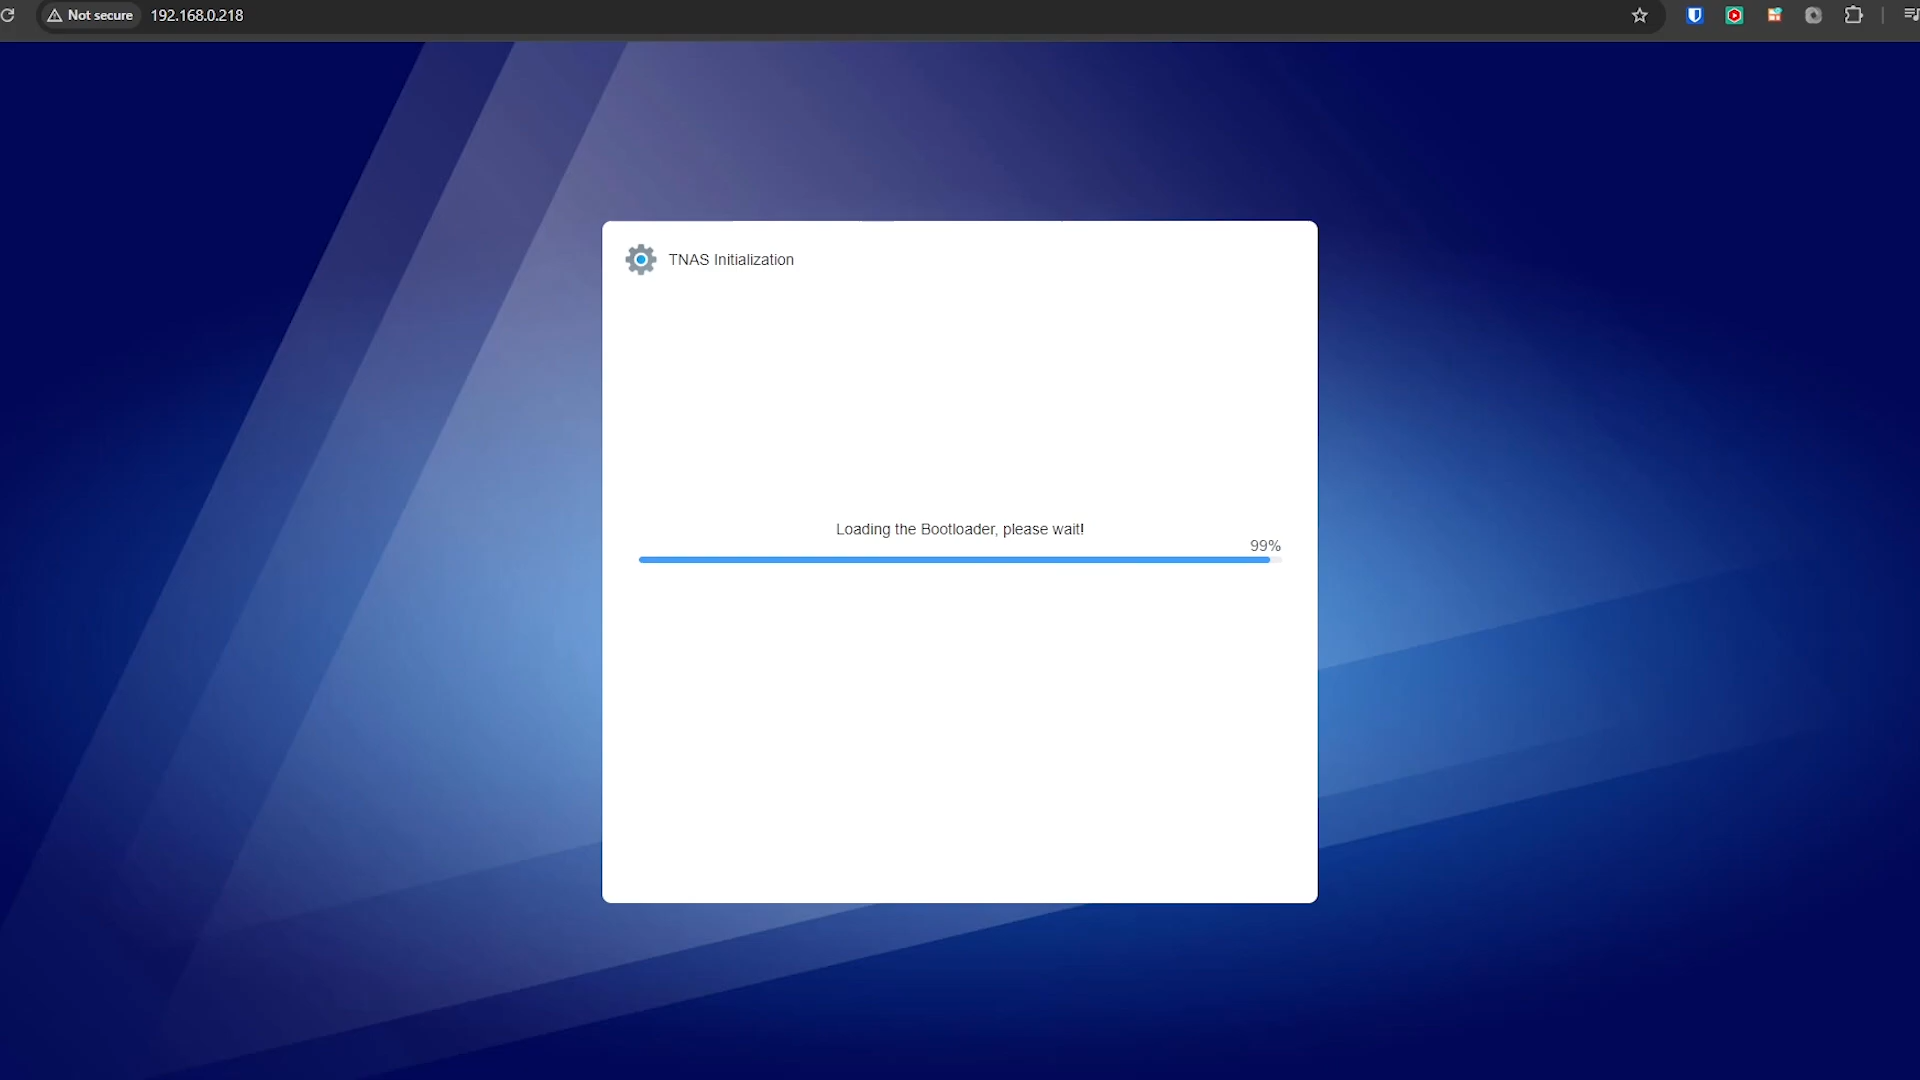 Not secure 192.168.0.218
TNAS Initialization
Loading the Bootloader, please wait!
99%